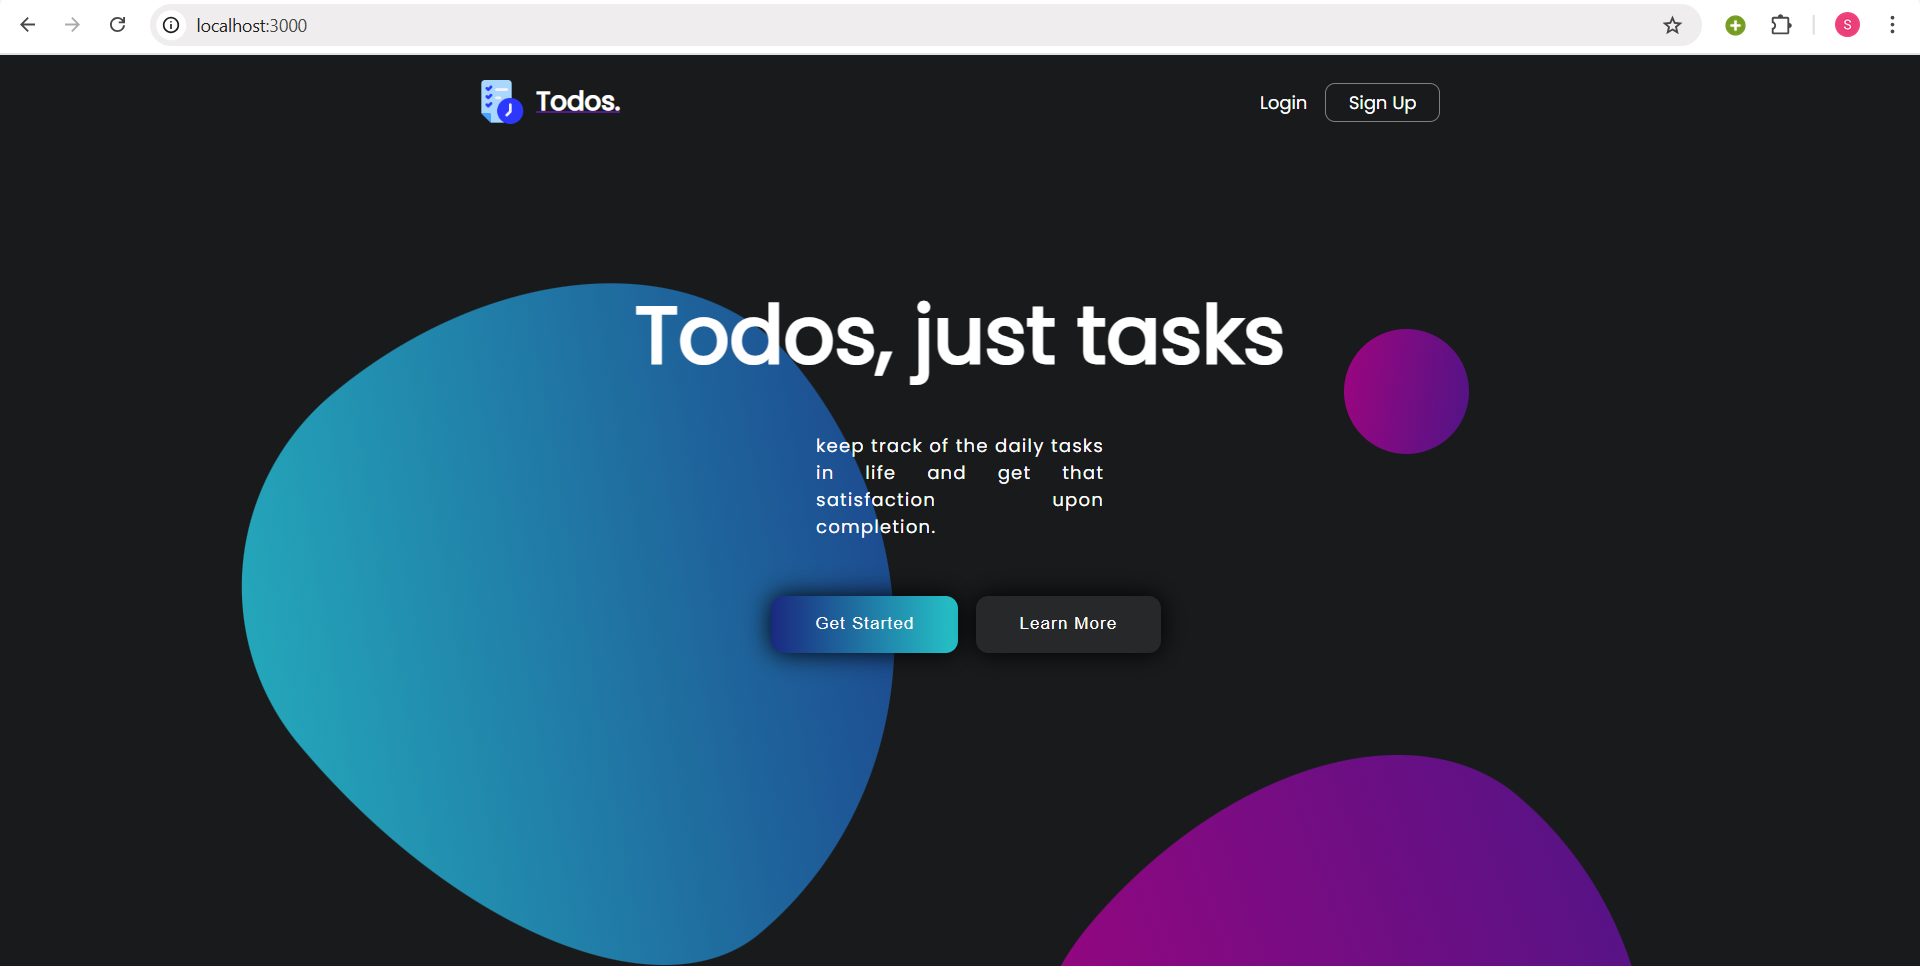 localhost:3000
S
Todos.
Login
Sign Up
Todos, just tasks
keep track of the daily tasks
in life and get that
satisfaction upon
completion.
Get Started
Learn More